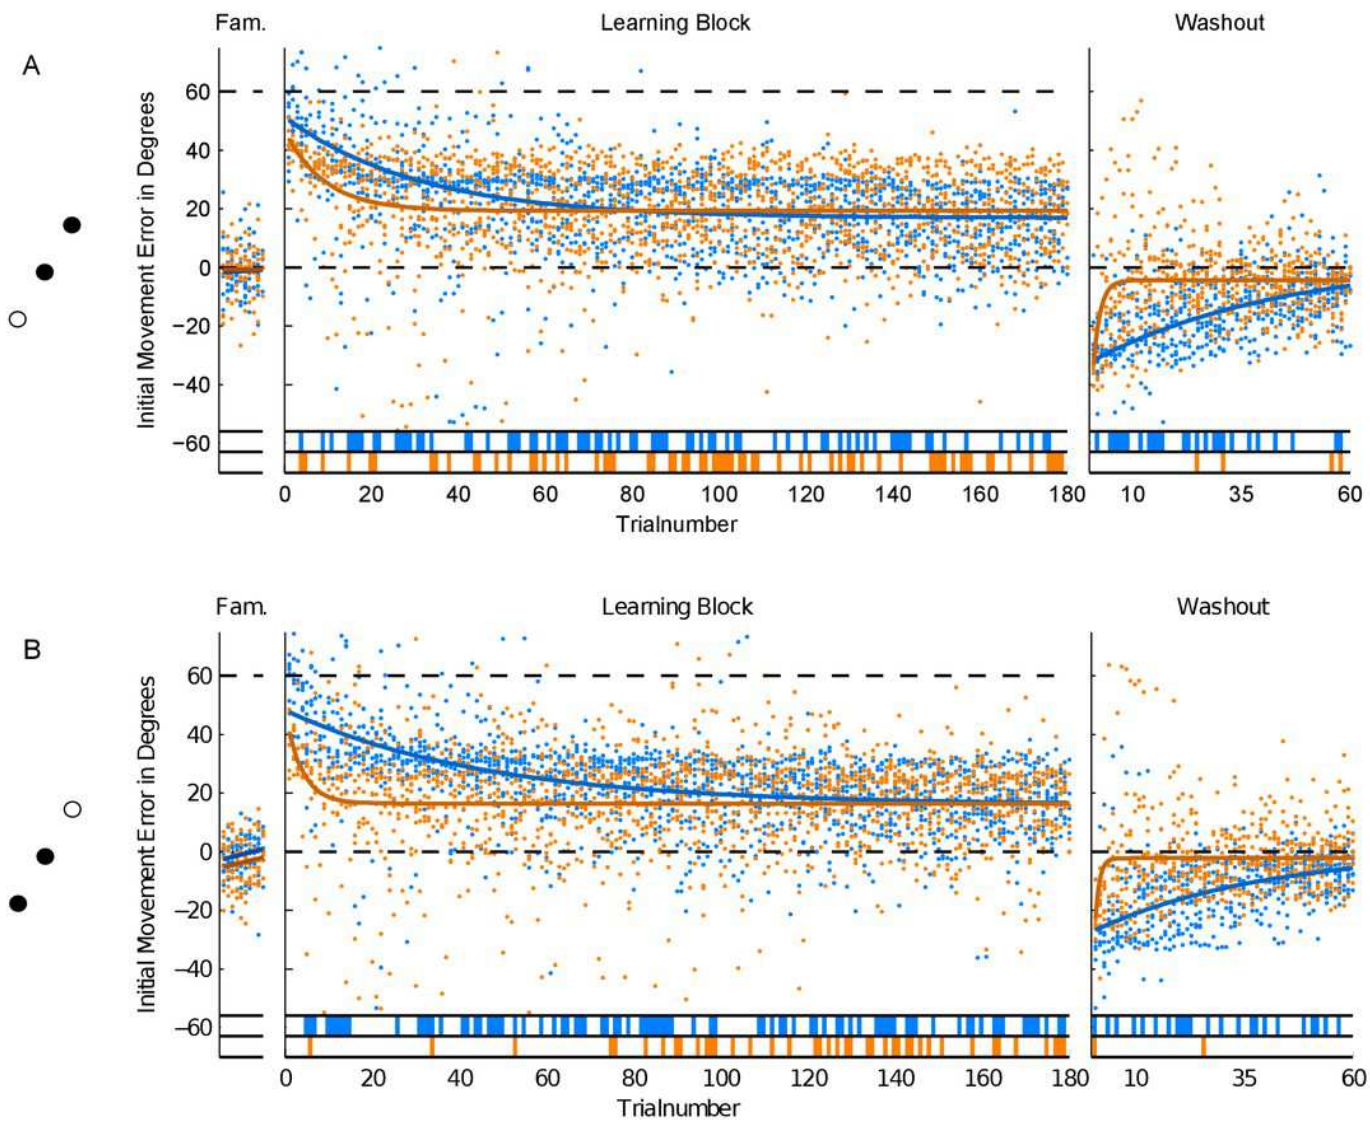 Fam. Learning Block Washout
A
60
40
20
0
−20
−40
−60
Initial Movement Error in Degrees
0 20 40 60 80 100 120 140 160 180 10 35 60
Trialnumber
Fam. Learning Block Washout
B
60
40
20
0
−20
−40
−60
Initial Movement Error in Degrees
0 20 40 60 80 100 120 140 160 180 10 35 60
Trialnumber